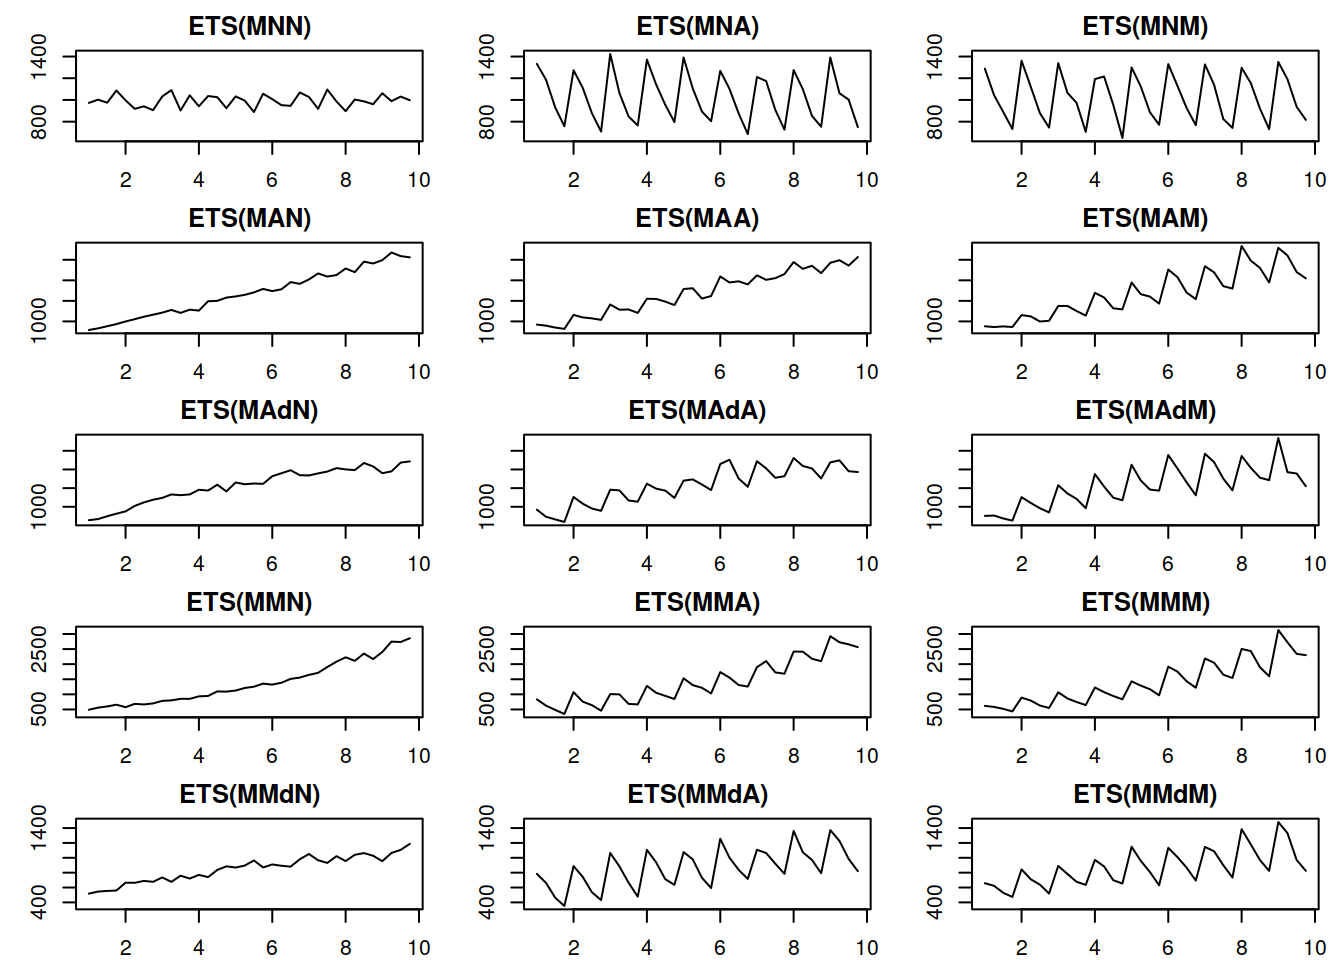 ETS(MNN) ETS(MNA) ETS(MNM)
1400 1400 1400
800 800 800
2 4 6 8 10 2 4 6 8 10 2 4 6 8 10
ETS(MAN) ETS(MAA) ETS(MAM)
1000 1000 1000
2 4 6 8 10 2 4 6 8 10 2 4 6 8 10
ETS(MAdN) ETS(MAdA) ETS(MAdM)
1000 1000 1000
2 4 6 8 10 2 4 6 8 10 2 4 6 8 10
ETS(MMN) ETS(MMA) ETS(MMM)
2500 2500 2500
500 500 500
2 4 6 8 10 2 4 6 8 10 2 4 6 8 10
ETS(MMdN) ETS(MMdA) ETS(MMdM)
1400 1400 1400
400 400 400
2 4 6 8 10 2 4 6 8 10 2 4 6 8 10